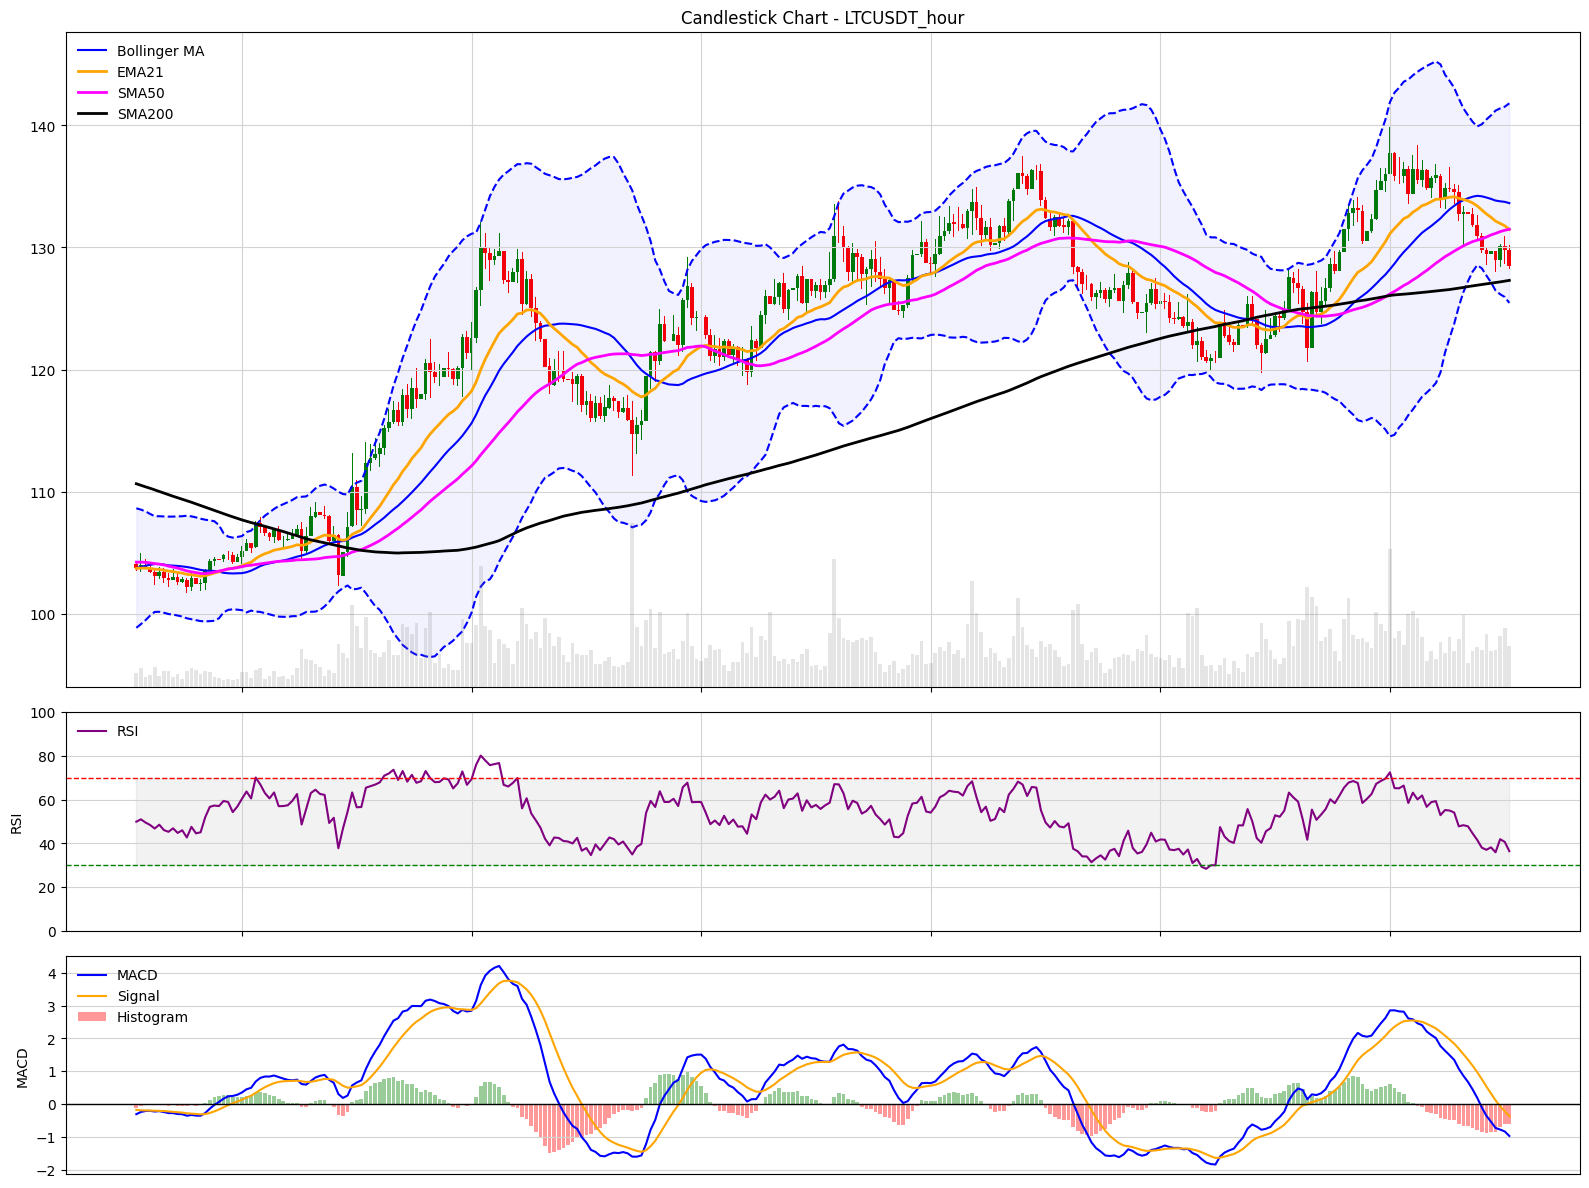 Candlestick Chart - LTCUSDT_hour
Bollinger MA
EMA21
SMA50
SMA200
140
130
120
110
100
100
80
60
40
20
0
RSI
RSI
4
3
2
1
0
−1
−2
MACD
MACD
Signal
Histogram